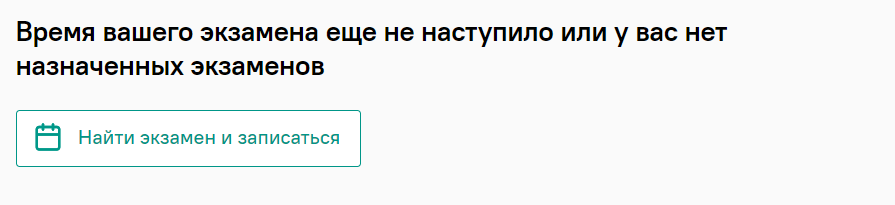 Время вашего экзамена еще не наступило или у вас нет
назначенных экзаменов
Найти экзамен и записаться